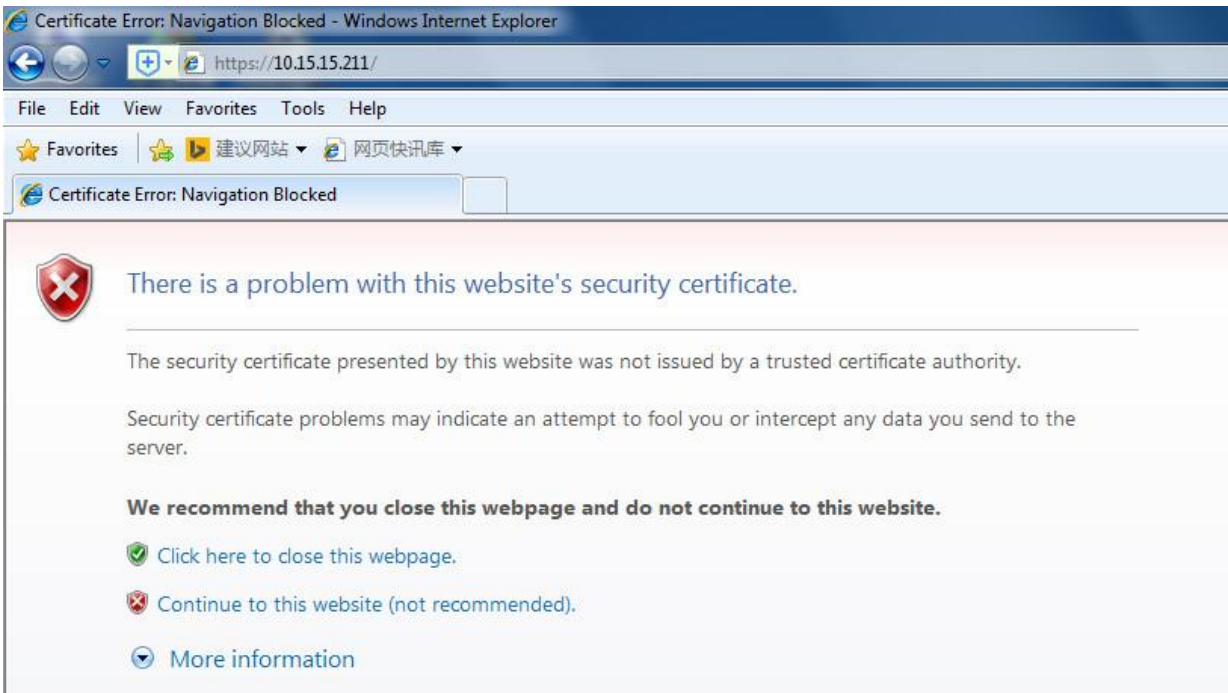 Certificate Error: Navigation Blocked - Windows Internet Explorer
https://10.15.15.211/
File Edit View Favorites Tools Help
Favorites 建议网站 网页快讯库
Certificate Error: Navigation Blocked
There is a problem with this website's security certificate.
The security certificate presented by this website was not issued by a trusted certificate authority.
Security certificate problems may indicate an attempt to fool you or intercept any data you send to the
server.
We recommend that you close this webpage and do not continue to this website.
Click here to close this webpage.
Continue to this website (not recommended).
More information